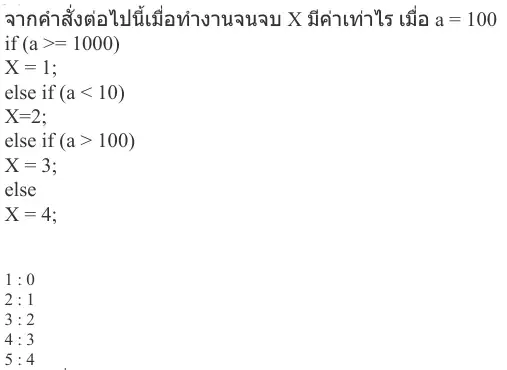 จากคำสั่งต่อไปนี้เมื่อทำงานจนจบ X มีค่าเท่าไร เมื่อ a = 100
if (a >= 1000)
X = 1;
else if (a < 10)
X=2;
else if (a > 100)
X = 3;
else
X = 4;
1 : 0
2 : 1
3 : 2
4 : 3
5 : 4